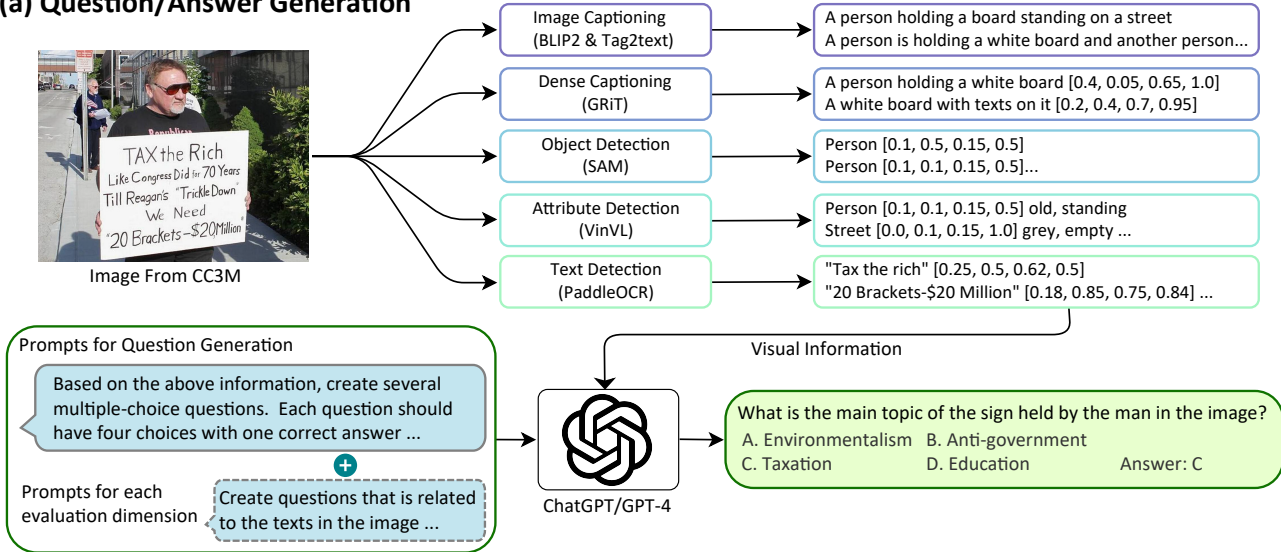 (a) Question/Answer Generation
Image Captioning
(BLIP2 & Tag2text)
A person holding a board standing on a street
A person is holding a white board and another person...
Dense Captioning
(GRiT)
A person holding a white board [0.4, 0.05, 0.65, 1.0]
A white board with texts on it [0.2, 0.4, 0.7, 0.95]
Object Detection
(SAM)
Person [0.1, 0.5, 0.15, 0.5]
Person [0.1, 0.1, 0.15, 0.5]...
Attribute Detection
(VinVL)
Person [0.1, 0.1, 0.15, 0.5] old, standing
Street [0.0, 0.1, 0.15, 1.0] grey, empty ...
Text Detection
(PaddleOCR)
"Tax the rich" [0.25, 0.5, 0.62, 0.5]
"20 Brackets-$20 Million" [0.18, 0.85, 0.75, 0.84] ...
Republican
TAX the Rich
Like Congress Did for 70 Years
Till Reagan's "Trickle Down"
We Need
"20 Brackets-$20,Million"
Image From CC3M
Visual Information
Prompts for Question Generation
Based on the above information, create several
multiple-choice questions. Each question should
have four choices with one correct answer ...
+
Prompts for each
evaluation dimension
Create questions that is related
to the texts in the image ...
ChatGPT/GPT-4
What is the main topic of the sign held by the man in the image?
A. Environmentalism B. Anti-government
C. Taxation D. Education Answer: C